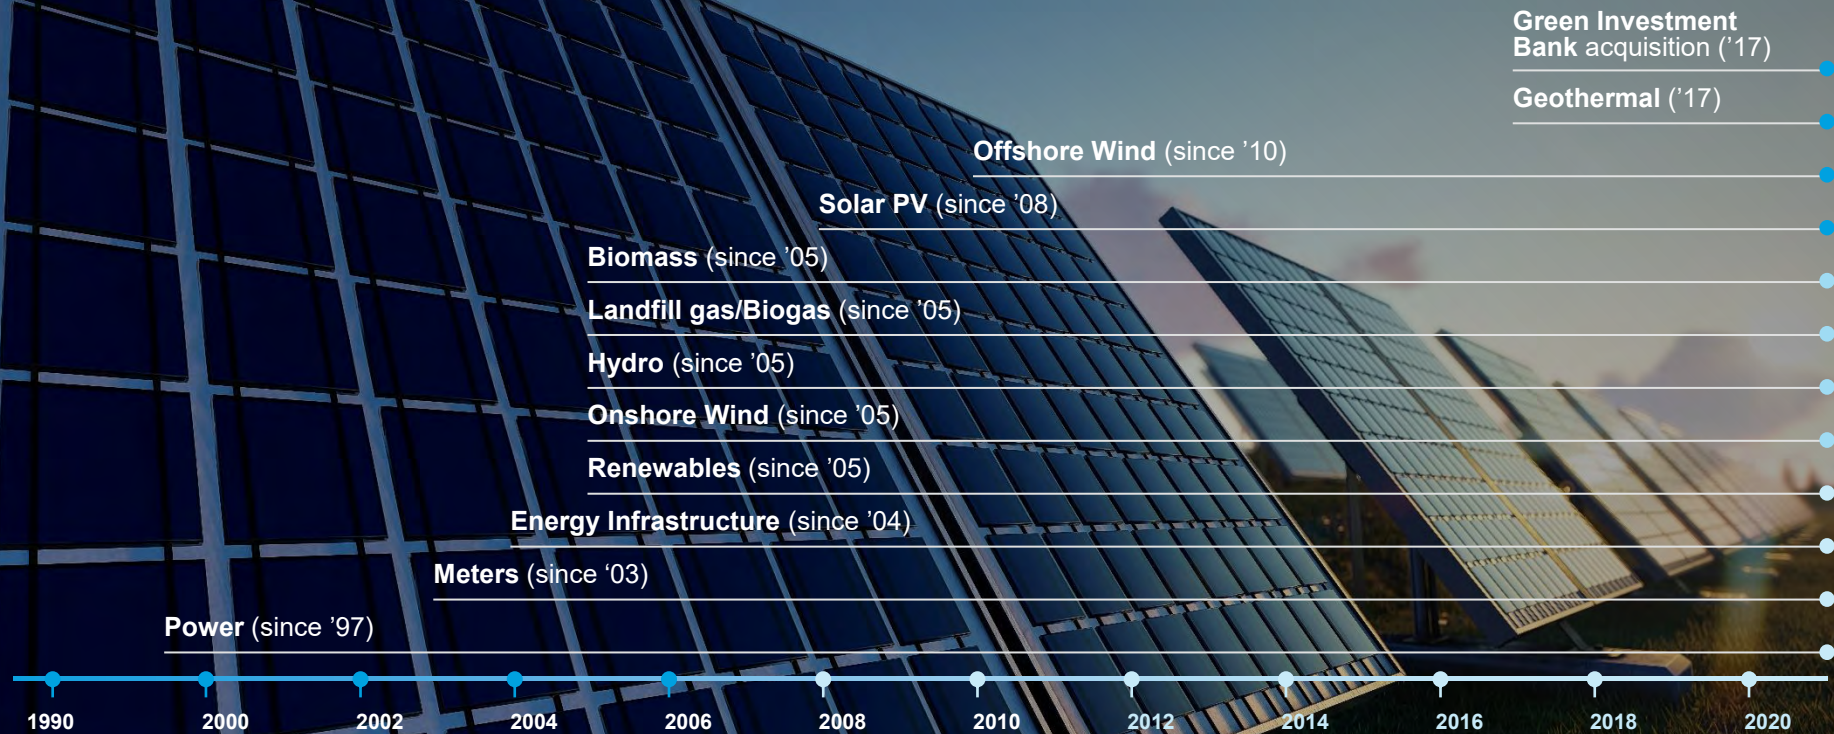 Green Investment
Bank acquisition (’17)
Geothermal (’17)
Offshore Wind (since ’10)
Solar PV (since ’08)
Biomass (since ’05)
Landfill gas/Biogas (since ’05)
Hydro (since ’05)
Onshore Wind (since ’05)
Renewables (since ’05)
Energy Infrastructure (since ’04)
Meters (since ‘03)
Power (since ’97)
1990 2000 2002 2004 2006 2008 2010 2012 2014 2016 2018 2020